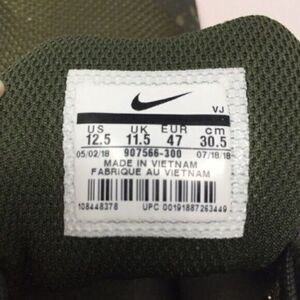 VJ
US UK EUR cm
12.5 11.5 47 30.5
05/02/18 907566-300 07/18/18
MADE IN VIETNAM
FABRIQUE AU VIETNAM
108448378 UPC 00191887263449